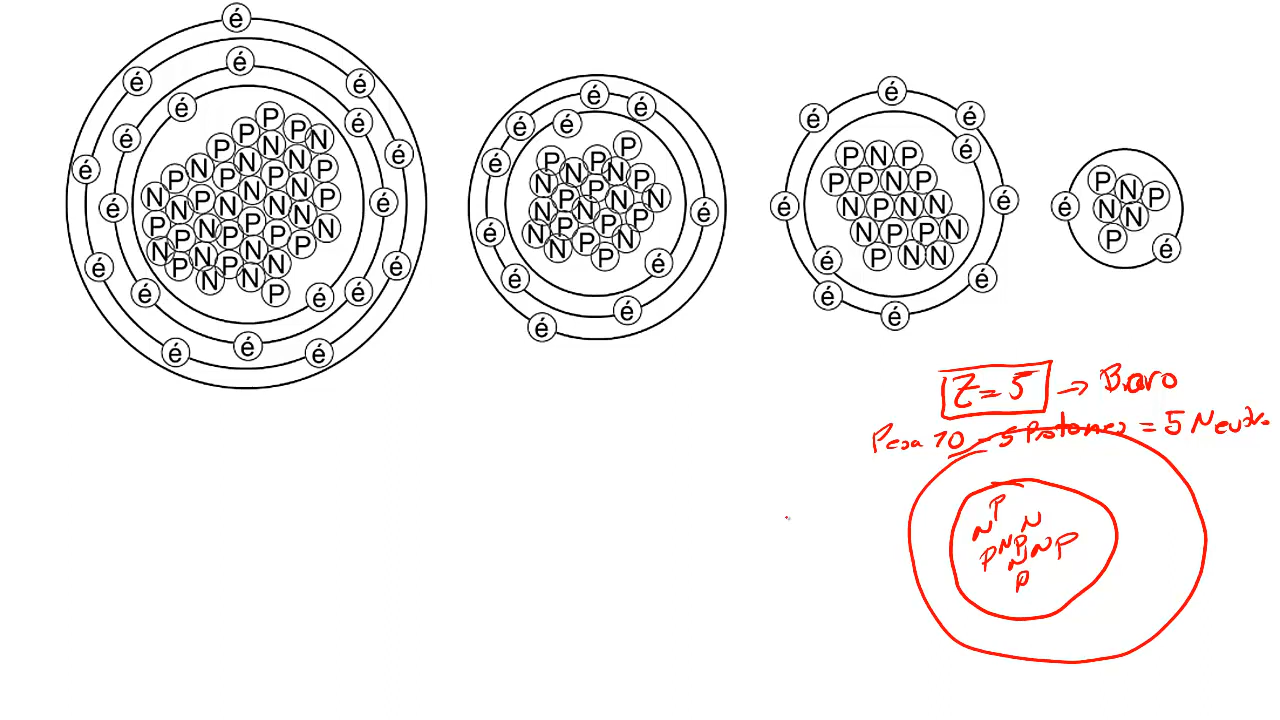 é
é
é é
é é
é
é
é
é é
é é
é é
é
é
é é
é é
P
P P N
P N
N N P
P N P N
N P N N P
N N N N
P N P N
P P P P
N N N
P P N
N N P
é
é
é é
é
é
é
é
é
é
é
P
P P
N N P
N P P N N
N N P
P P
N P N
N P
é
é é
é
é é
é
é
é
é
P N P
P P N P
N P N N
N P P N
P N N
é é
P N P
N N
P
Z = 5 → Boro
Pesa 10 - 5 Protones = 5 Neutro
P
N N
P N P N P
N
P